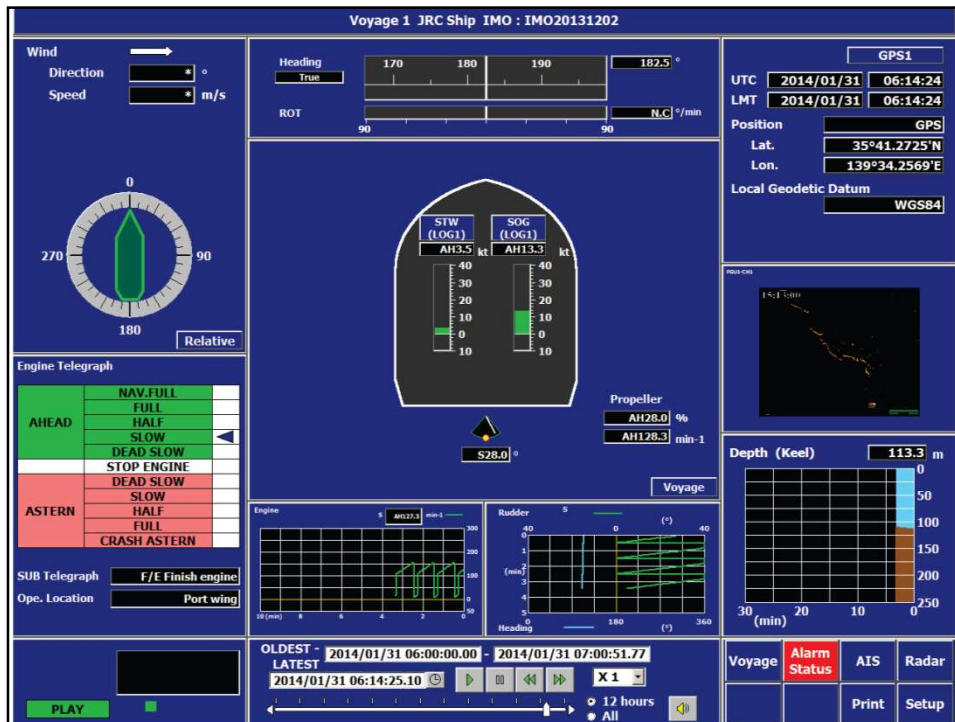 Voyage 1 JRC Ship IMO : IMO20131202
Wind
Direction * °
Speed * m/s
0
270 90
180
Relative
Heading 170 180 190 182.5 °
True
ROT N.C °/min
90 90
GPS1
UTC 2014/01/31 06:14:24
LMT 2014/01/31 06:14:24
Position GPS
Lat. 35°41.2725'N
Lon. 139°34.2569'E
Local Geodetic Datum
WGS84
STW (LOG1) SOG (LOG1)
AH3.5 kt AH13.3 kt
40 40
30 30
20 20
10 10
0 0
10 10
Propeller
AH28.0 %
AH128.3 min-1
S28.0 °
Voyage
15:13:00
Engine Telegraph
AHEAD
NAV.FULL
FULL
HALF
SLOW
DEAD SLOW
STOP ENGINE
ASTERN
DEAD SLOW
SLOW
HALF
FULL
CRASH ASTERN
SUB Telegraph F/E Finish engine
Ope. Location Port wing
Engine S AH127.3 min-1
300
200
100
0
50
10 (min) 8 6 4 2 0
Rudder S (°)
40 0 40
0
1
2
(min) 3
4
5
0 180 360
Heading (°)
Depth (Keel) 113.3 m
0
50
100
150
200
250
30 20 10 0
(min)
PLAY
OLDEST - LATEST 2014/01/31 06:00:00.00 - 2014/01/31 07:00:51.77
2014/01/31 06:14:25.10 X 1
12 hours
All
Voyage Alarm Status AIS Radar
Print Setup